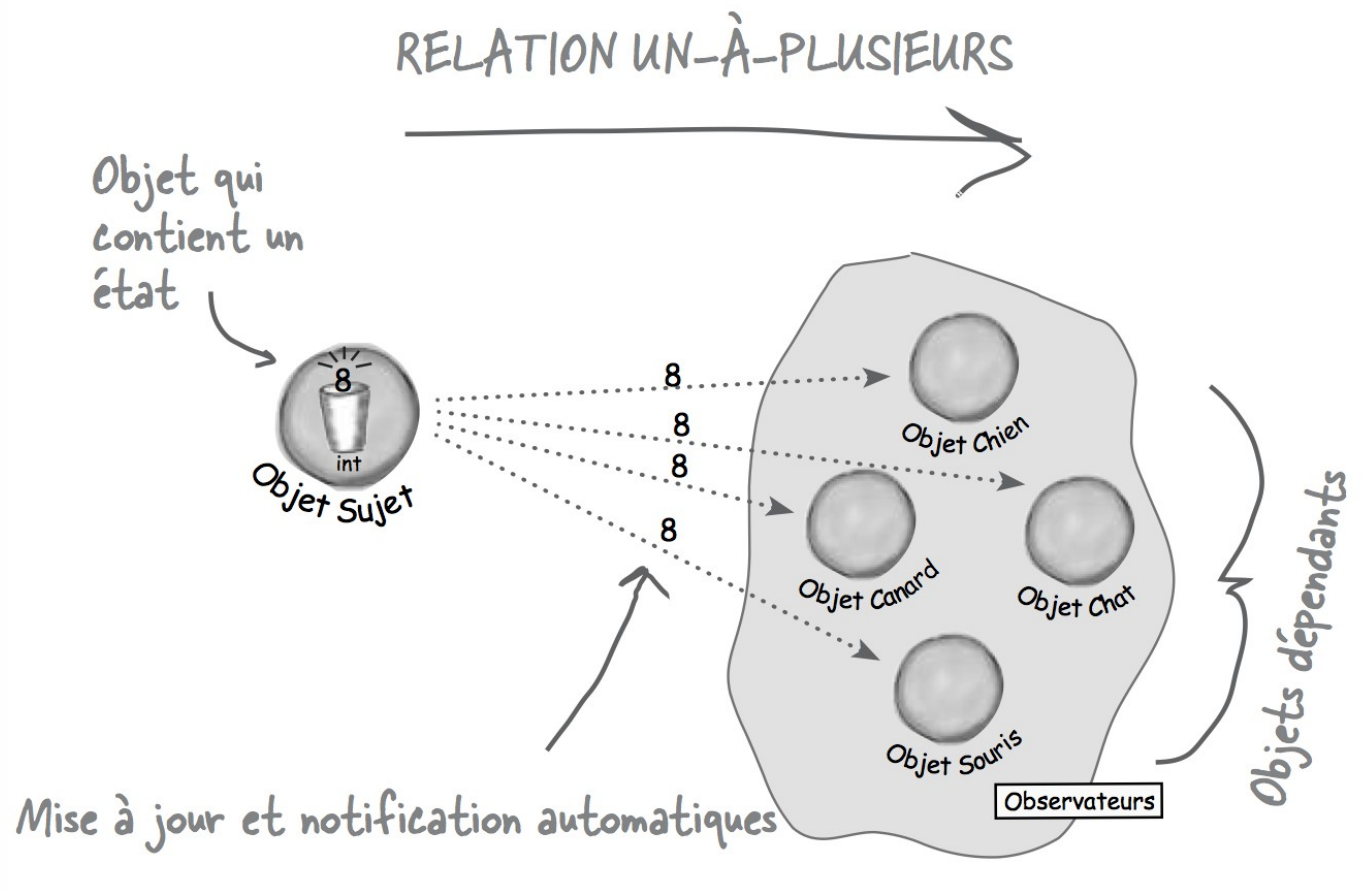 RELATION UN-À-PLUSIEURS
Objet qui
contient un
état
8
int
Objet Sujet
8
8
8
8
Objet Chien
Objet Canard
Objet Chat
Objet Souris
Observateurs
Objets dépendants
Mise à jour et notification automatiques